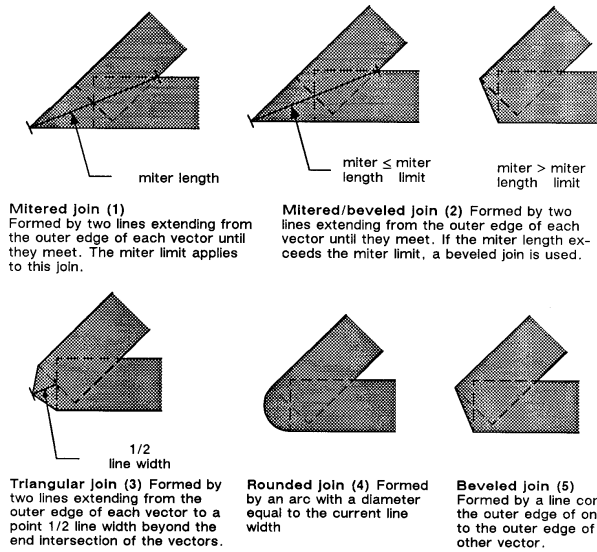 miter length
miter ≤ miter
length limit
miter > miter
length limit
Mitered join (1)
Formed by two lines extending from
the outer edge of each vector until
they meet. The miter limit applies
to this join.
Mitered/beveled join (2) Formed by two
lines extending from the outer edge of each
vector until they meet. If the miter length ex-
ceeds the miter limit, a beveled join is used.
1/2
line width
Triangular join (3) Formed by
two lines extending from the
outer edge of each vector to a
point 1/2 line width beyond the
end intersection of the vectors.
Rounded join (4) Formed
by an arc with a diameter
equal to the current line
width
Beveled join (5)
Formed by a line
the outer edge of
to the outer edge of
other vector.